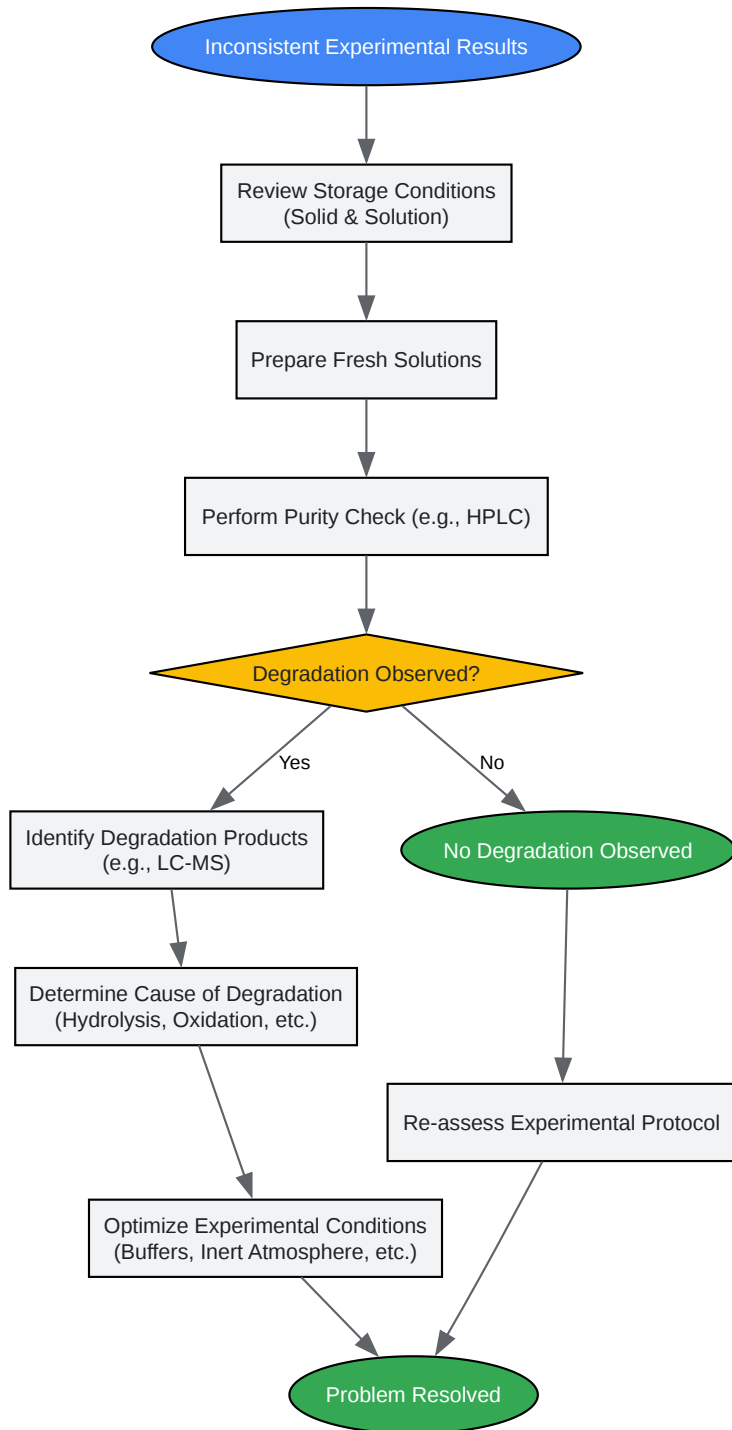 Inconsistent Experimental Results
Review Storage Conditions
(Solid & Solution)
Prepare Fresh Solutions
Perform Purity Check (e.g., HPLC)
Degradation Observed?
Yes
No
Identify Degradation Products
(e.g., LC-MS)
No Degradation Observed
Determine Cause of Degradation
(Hydrolysis, Oxidation, etc.)
Re-assess Experimental Protocol
Optimize Experimental Conditions
(Buffers, Inert Atmosphere, etc.)
Problem Resolved